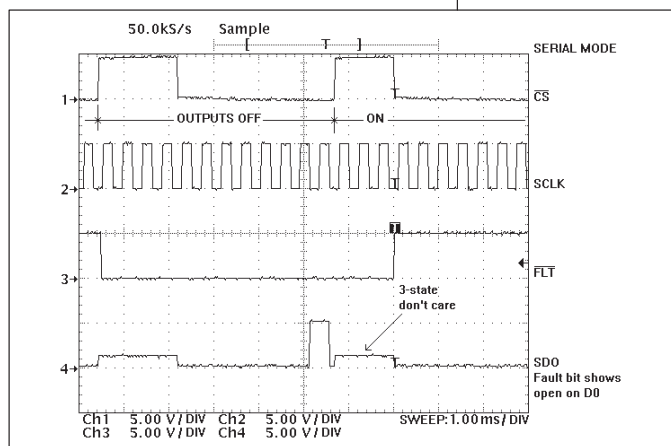 50.0kS/s Sample
[ T ]
SERIAL MODE
1
CS
OUTPUTS OFF
ON
2
SCLK
T
3
FLT
3-state
don't care
4
SDO
Fault bit shows
open on D0
Ch1 5.00 V/DIV Ch2 5.00 V/DIV SWEEP:1.00ms/DIV
Ch3 5.00 V/DIV Ch4 5.00 V/DIV